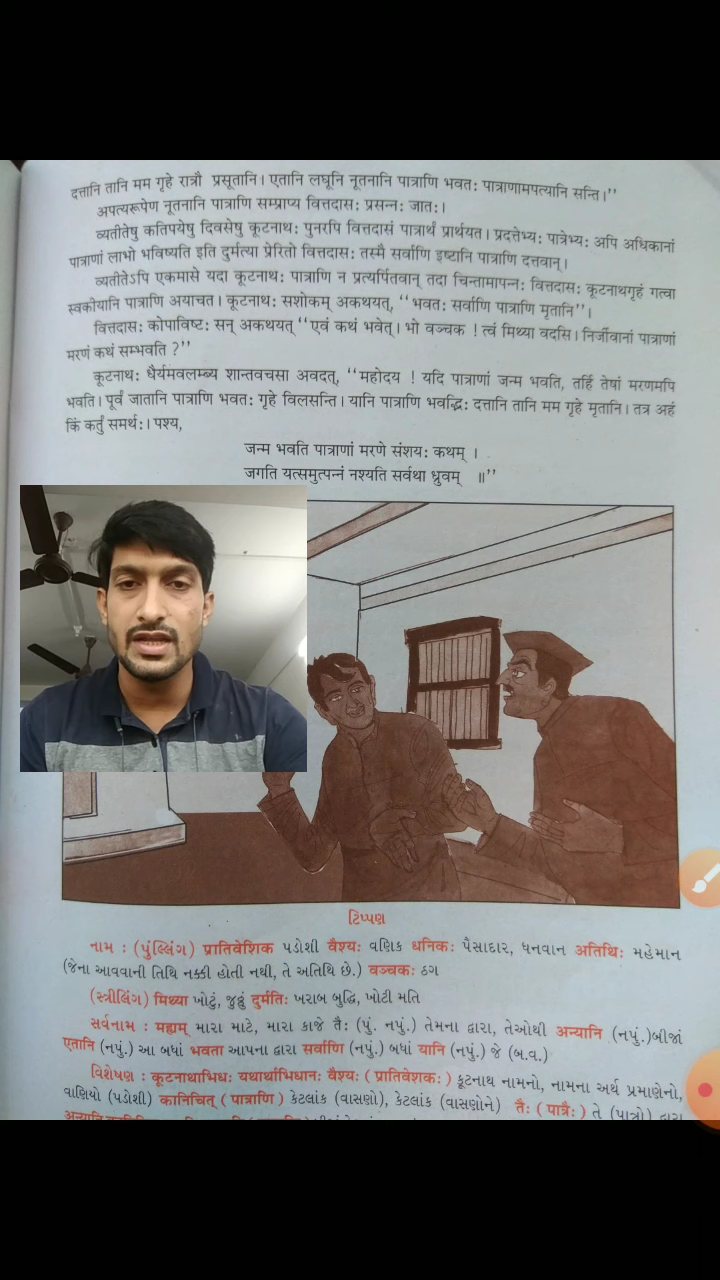 दत्तानि तानि मम गृहे रात्रौ प्रसूतानि। एतानि लघूनि नूतनानि पात्राणि भवतः पात्राणामपत्यानि सन्ति।’’
अपत्यरूपेण नूतनानि पात्राणि सम्प्राप्य वित्तदासः प्रसन्नः जातः।
व्यतीतेषु कतिपयेषु दिवसेषु कूटनाथः पुनरपि वित्तदासं पात्रार्थं प्रार्थयत। प्रदत्तेभ्यः पात्रेभ्यः अपि अधिकानां
पात्राणां लाभो भविष्यति इति दुर्मत्या प्रेरितो वित्तदासः तस्मै सर्वाणि इष्टानि पात्राणि दत्तवान्।
व्यतीतेऽपि एकमासे यदा कूटनाथः पात्राणि न प्रत्यर्पितवान् तदा चिन्तामापन्नः वित्तदासः कूटनाथगृहं गत्वा
स्वकीयानि पात्राणि अयाचत। कूटनाथः सशोकम् अकथयत्, ‘‘भवतः सर्वाणि पात्राणि मृतानि’’।
वित्तदासः कोपाविष्टः सन् अकथयत् ‘‘एवं कथं भवेत्। भो वञ्चक ! त्वं मिथ्या वदसि। निर्जीवानां पात्राणां
मरणं कथं सम्भवति ?’’
कूटनाथः धैर्यमवलम्ब्य शान्तवचसा अवदत्, ‘‘महोदय ! यदि पात्राणां जन्म भवति, तर्हि तेषां मरणमपि
भवति। पूर्वं जातानि पात्राणि भवतः गृहे विलसन्ति। यानि पात्राणि भवद्भिः दत्तानि तानि मम गृहे मृतानि। तत्र अहं
किं कर्तुं समर्थः। पश्य,
जन्म भवति पात्राणां मरणे संशयः कथम् ।
जगति यत्समुत्पन्नं नश्यति सर्वथा ध्रुवम् ॥’’
ટિપ્પણ
નામ : (પુંલ્લિંગ) प्रातिवेशिक પડોશી वैश्यः વણિક धनिकः પૈસાદાર, ધનવાન अतिथिः મહેમાન
(જેના આવવાની તિથિ નક્કી હોતી નથી, તે અતિથિ છે.) वञ्चकः ઠગ
(સ્ત્રીલિંગ) मिथ्या ખોટું, જુઠ્ઠું दुर्मतिः ખરાબ બુદ્ધિ, ખોટી મતિ
સર્વનામ : मह्यम् મારા માટે, મારા કાજે तैः (પું. નપું.) તેમના દ્વારા, તેઓથી अन्यानि (નપું.)બીજાં
एतानि (નપું.) આ બધાં भवता આપના દ્વારા सर्वाणि (નપું.) બધાં यानि (નપું.) જે (બ.વ.)
વિશેષણ : कूटनाथाभिधः यथार्थाभिधानः वैश्यः (प्रातिवेशकः) કૂટનાથ નામનો, નામના અર્થ પ્રમાણેનો,
વાણિયો (પડોશી) कानिचित् (पात्राणि) કેટલાંક (વાસણો), કેટલાંક (વાસણોને) तैः (पात्रैः) તે (પાત્રો) દ્વારા